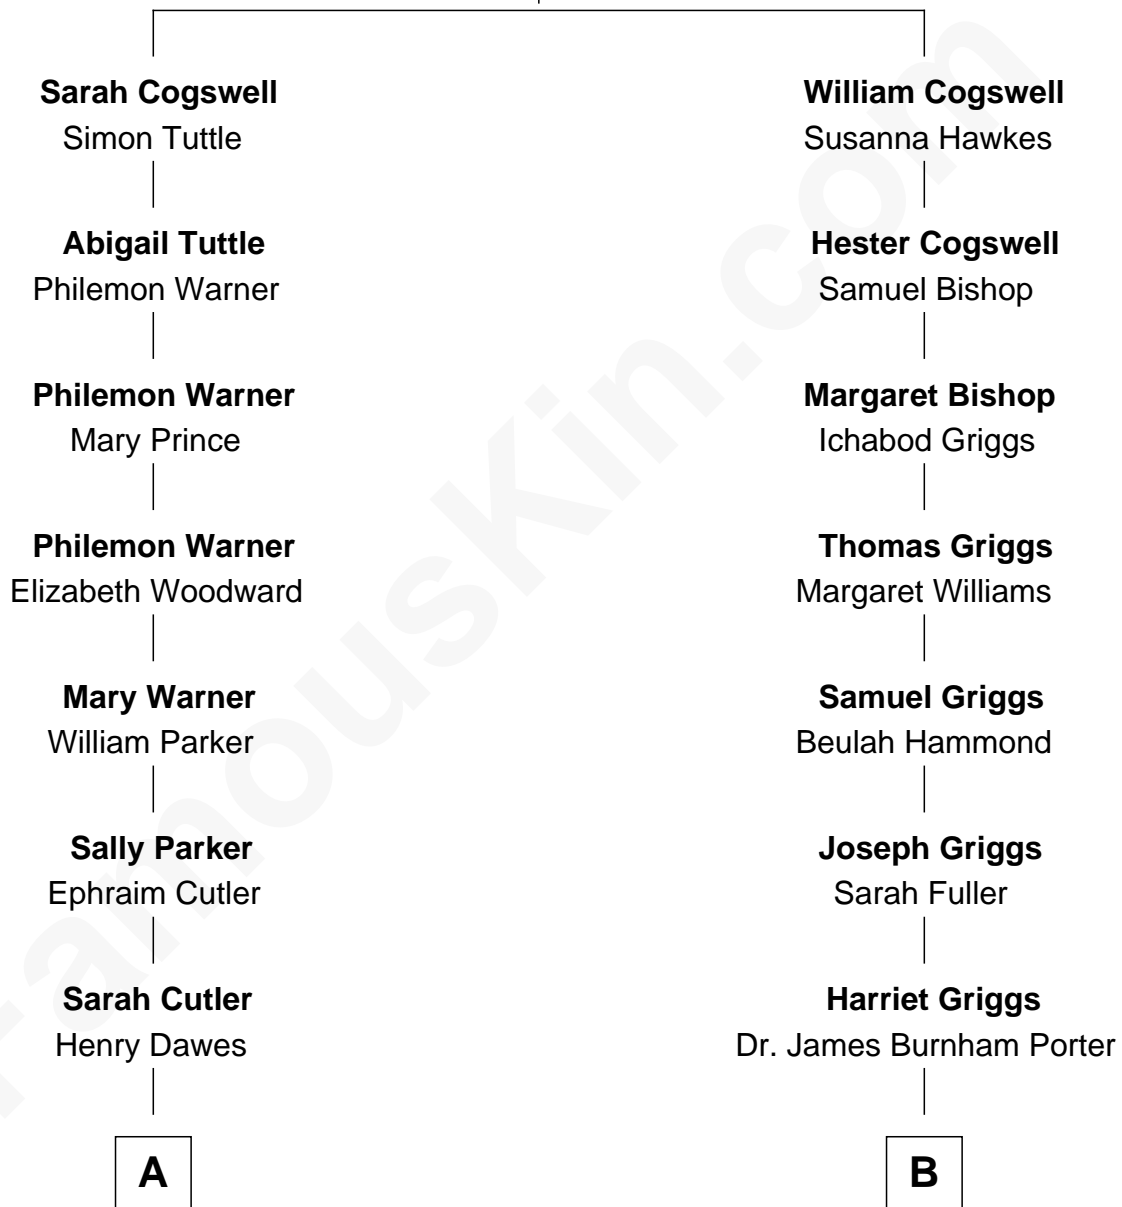 Sarah Cogswell
Simon Tuttle
William Cogswell
Susanna Hawkes
Abigail Tuttle
Philemon Warner
Hester Cogswell
Samuel Bishop
Philemon Warner
Mary Prince
Margaret Bishop
Ichabod Griggs
Philemon Warner
Elizabeth Woodward
Thomas Griggs
Margaret Williams
Mary Warner
William Parker
Samuel Griggs
Beulah Hammond
Sally Parker
Ephraim Cutler
Joseph Griggs
Sarah Fuller
Sarah Cutler
Henry Dawes
Harriet Griggs
Dr. James Burnham Porter
A
B
FamousKin.com